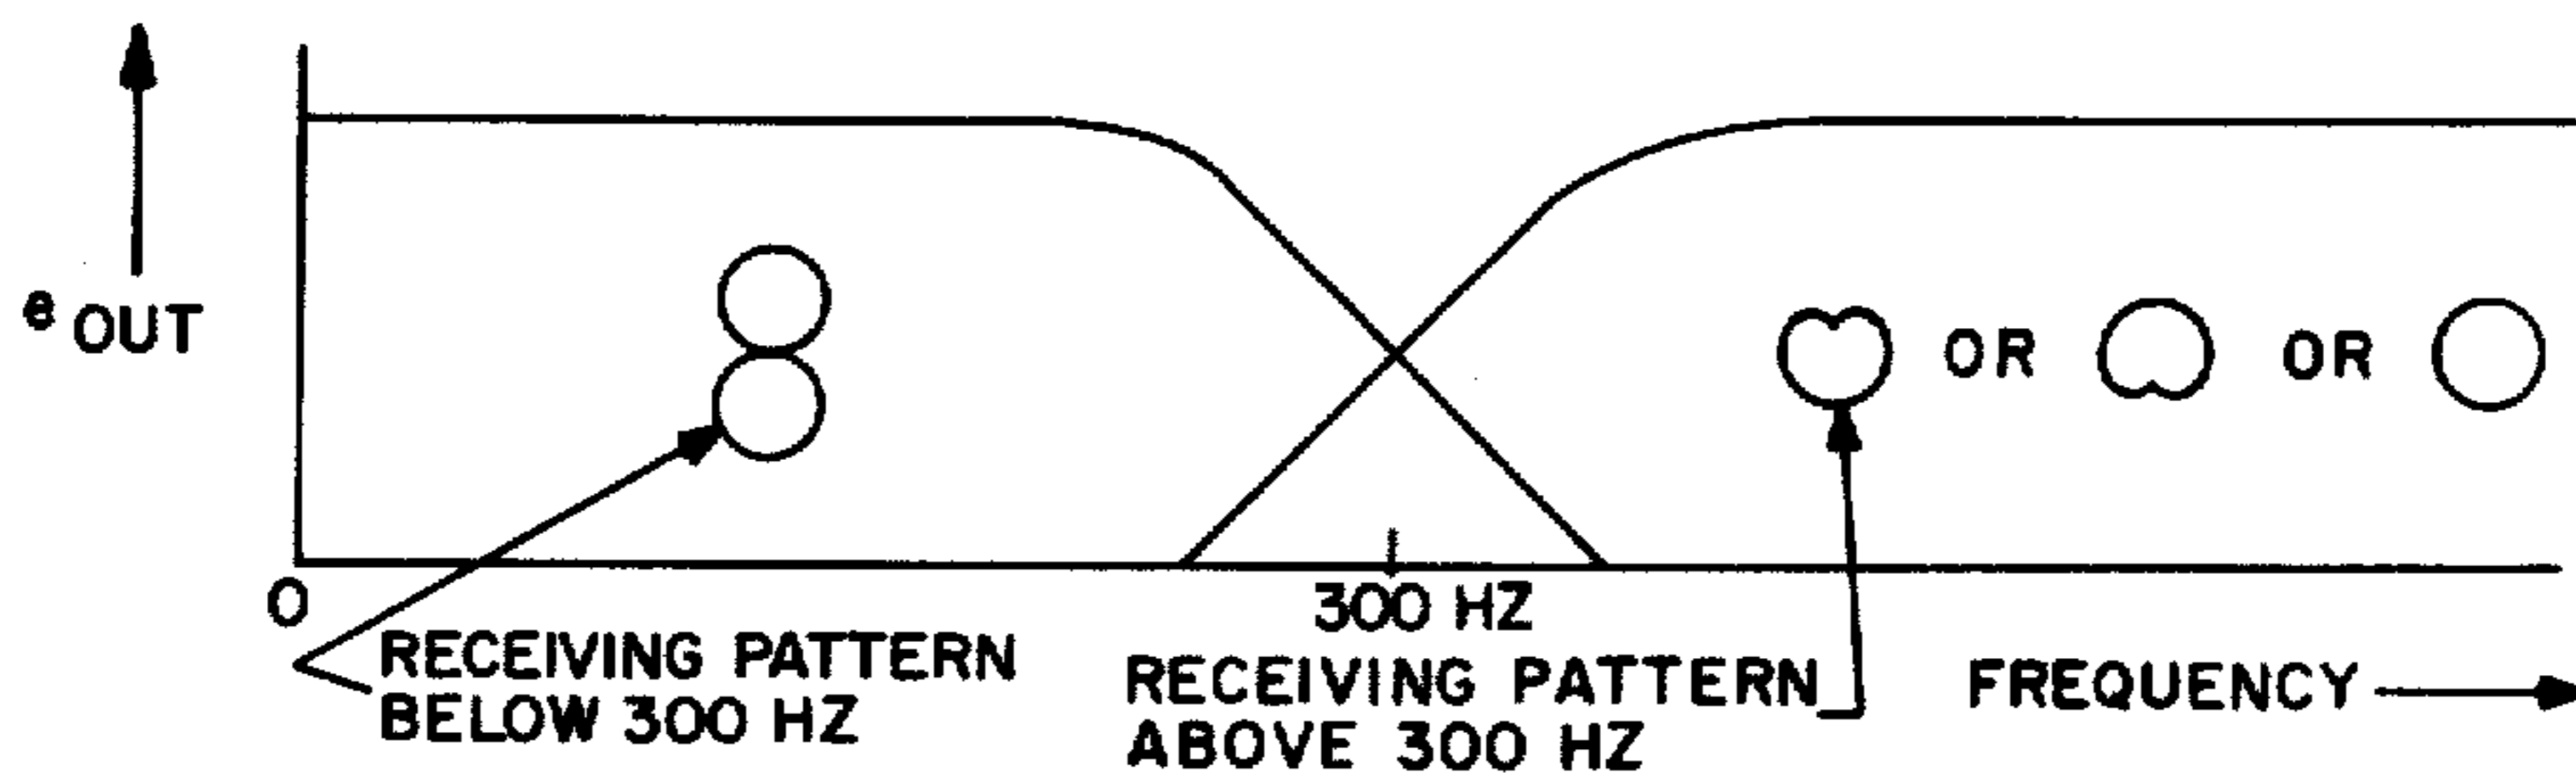 e OUT
OR
OR
0
300 HZ
RECEIVING PATTERN
BELOW 300 HZ
RECEIVING PATTERN
ABOVE 300 HZ
FREQUENCY